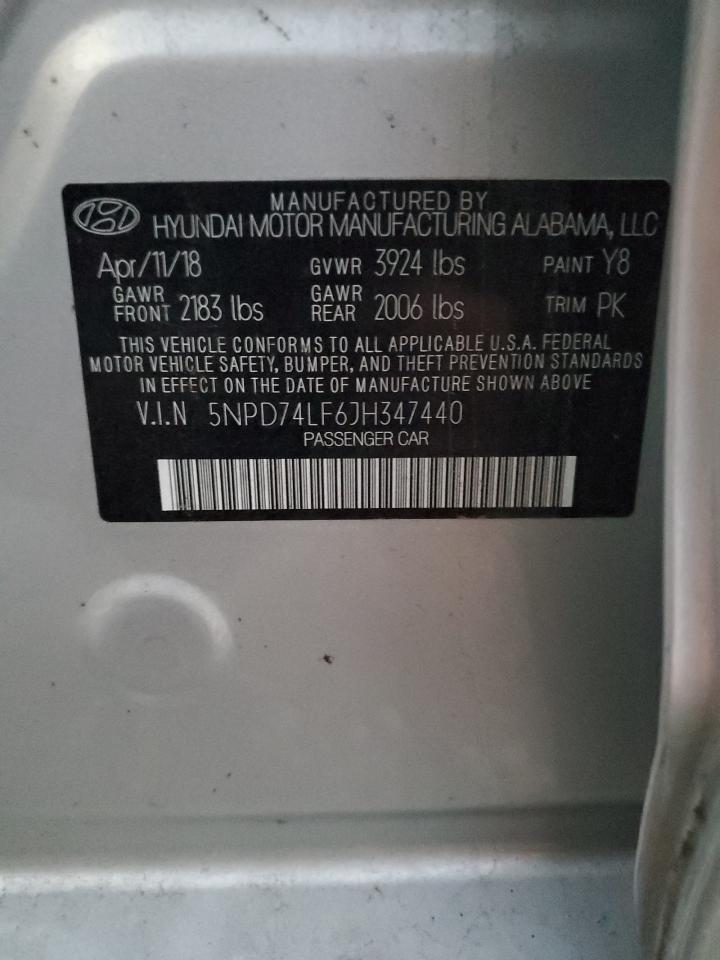 MANUFACTURED BY
HYUNDAI MOTOR MANUFACTURING ALABAMA, LLC
Apr/11/18 GVWR 3924 lbs PAINT Y8
GAWR FRONT 2183 lbs GAWR REAR 2006 lbs TRIM PK
THIS VEHICLE CONFORMS TO ALL APPLICABLE U.S.A. FEDERAL
MOTOR VEHICLE SAFETY, BUMPER, AND THEFT PREVENTION STANDARDS
IN EFFECT ON THE DATE OF MANUFACTURE SHOWN ABOVE
V.I.N 5NPD74LF6JH347440
PASSENGER CAR